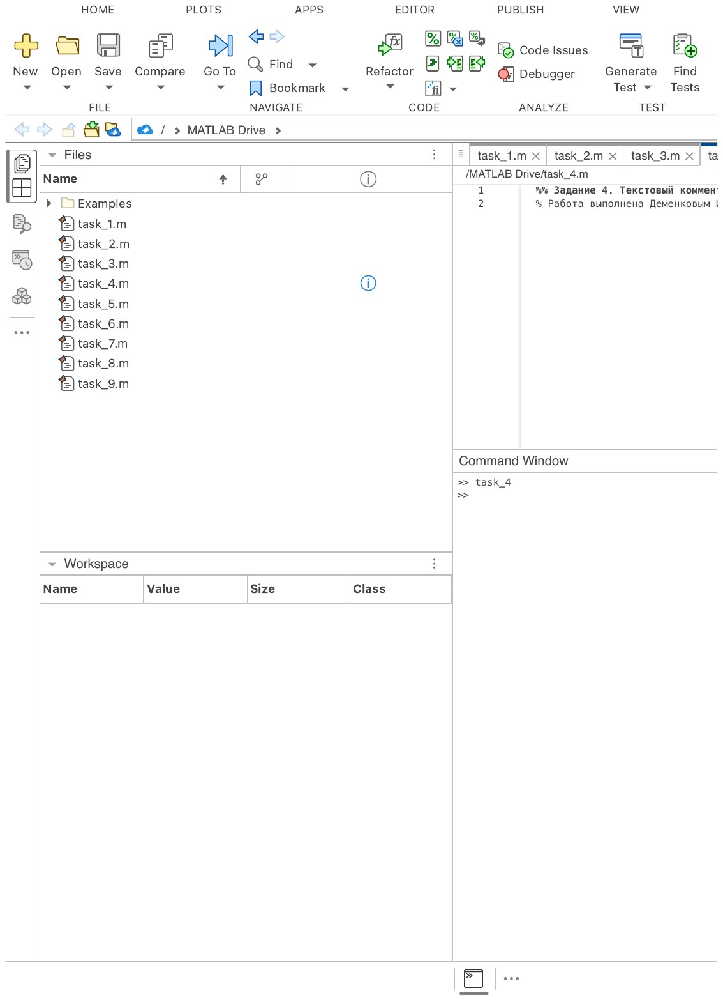 HOME PLOTS APPS EDITOR PUBLISH VIEW
New Open Save Compare Go To Find Bookmark Refactor Code Issues Debugger Generate Test Find Tests
FILE NAVIGATE CODE ANALYZE TEST
/ MATLAB Drive
Files
Name
Examples
task_1.m
task_2.m
task_3.m
task_4.m
task_5.m
task_6.m
task_7.m
task_8.m
task_9.m
Workspace
Name Value Size Class
task_1.m task_2.m task_3.m ta
/MATLAB Drive/task_4.m
1 %% Задание 4. Текстовый коммент
2 % Работа выполнена Деменковым И
Command Window
>> task_4
>>